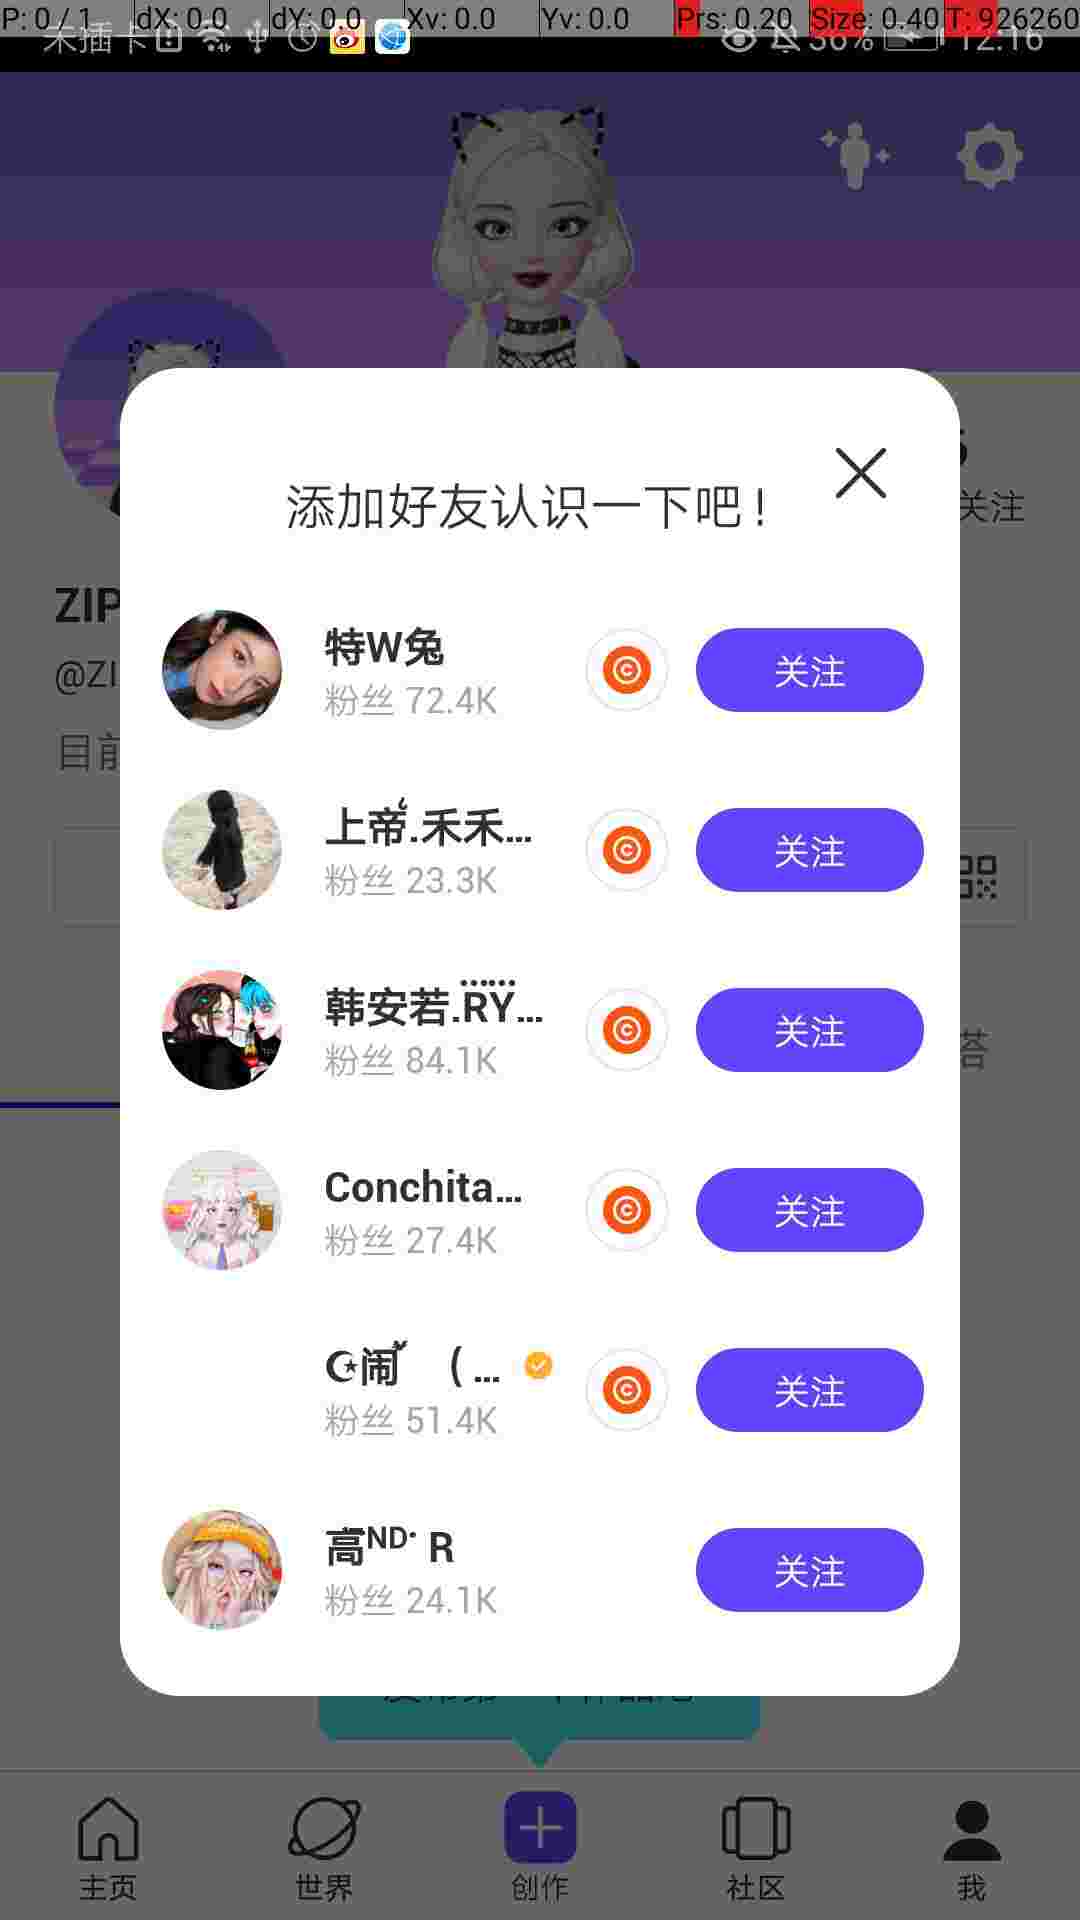 P: 0 / 1 dX: 0.0 dY: 0.0 Xv: 0.0 Yv: 0.0 Prs: 0.20 Size: 0.40 T: 926260
未插卡 36% 12:16
添加好友认识一下吧！
关注
ZIP
@ZI
目前
特W兔
粉丝 72.4K
关注
上帝.禾禾...
粉丝 23.3K
关注
韩安若.RY...
粉丝 84.1K
关注
答
Conchita...
粉丝 27.4K
关注
☪闹 ( ...
粉丝 51.4K
关注
高ᴺᴰ· R
粉丝 24.1K
关注
主页 世界 创作 社区 我